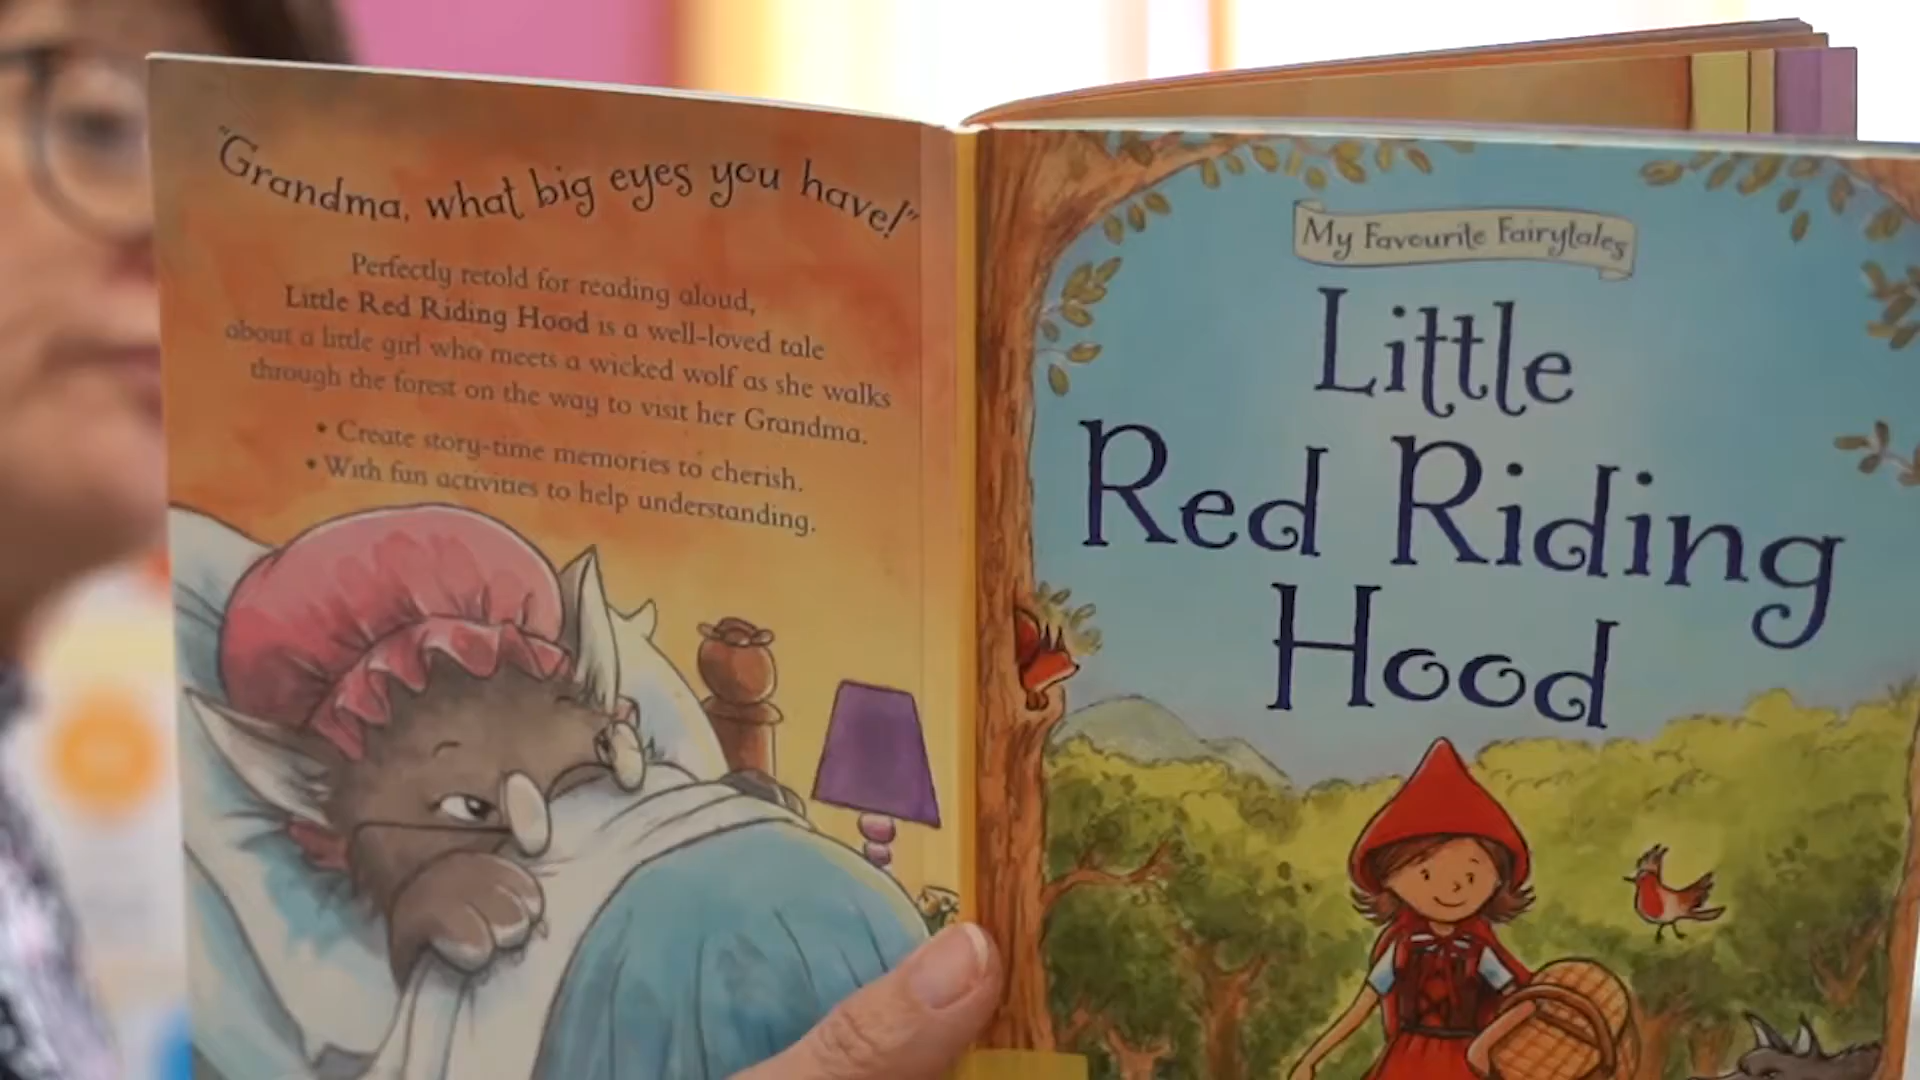 "Grandma, what big eyes you have!"
Perfectly retold for reading aloud,
Little Red Riding Hood is a well-loved tale
about a little girl who meets a wicked wolf as she walks
through the forest on the way to visit her Grandma.
• Create story-time memories to cherish.
• With fun activities to help understanding.
My Favourite Fairytales
Little
Red Riding
Hood